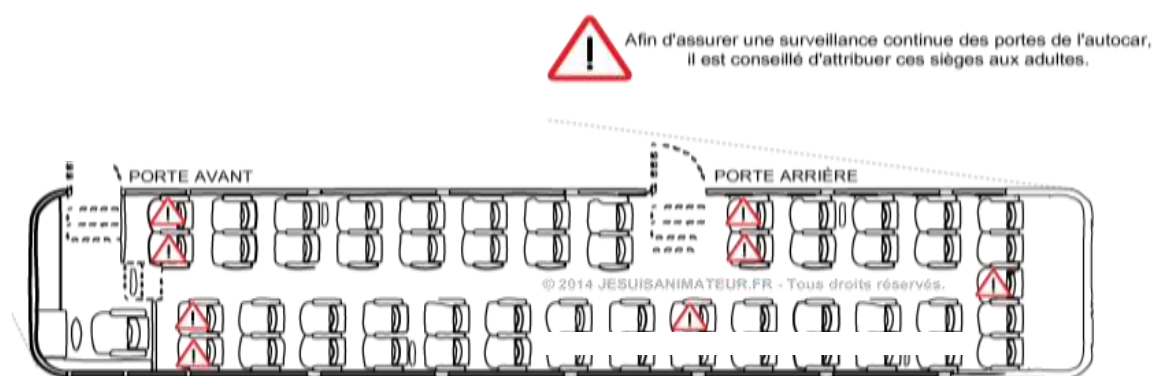 Afin d'assurer une surveillance continue des portes de l'autocar,
il est conseillé d'attribuer ces sièges aux adultes.
PORTE AVANT
PORTE ARRIÈRE
© 2014 JESUISANIMATEUR.FR - Tous droits réservés.